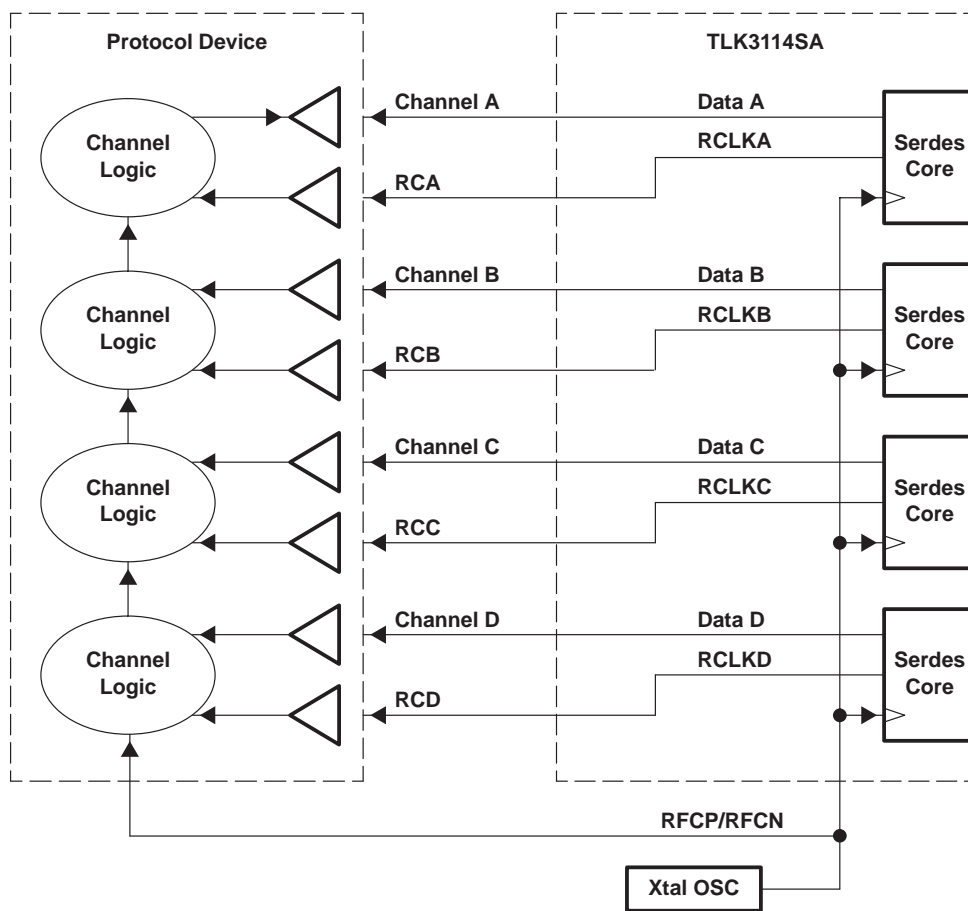 Protocol Device
TLK3114SA
Channel A
Data A
Channel
Logic
RCLKA
Serdes
Core
RCA
Channel B
Data B
Channel
Logic
RCLKB
Serdes
Core
RCB
Channel C
Data C
Channel
Logic
RCLKC
Serdes
Core
RCC
Channel D
Data D
Channel
Logic
RCLKD
Serdes
Core
RCD
RFCP/RFCN
Xtal OSC